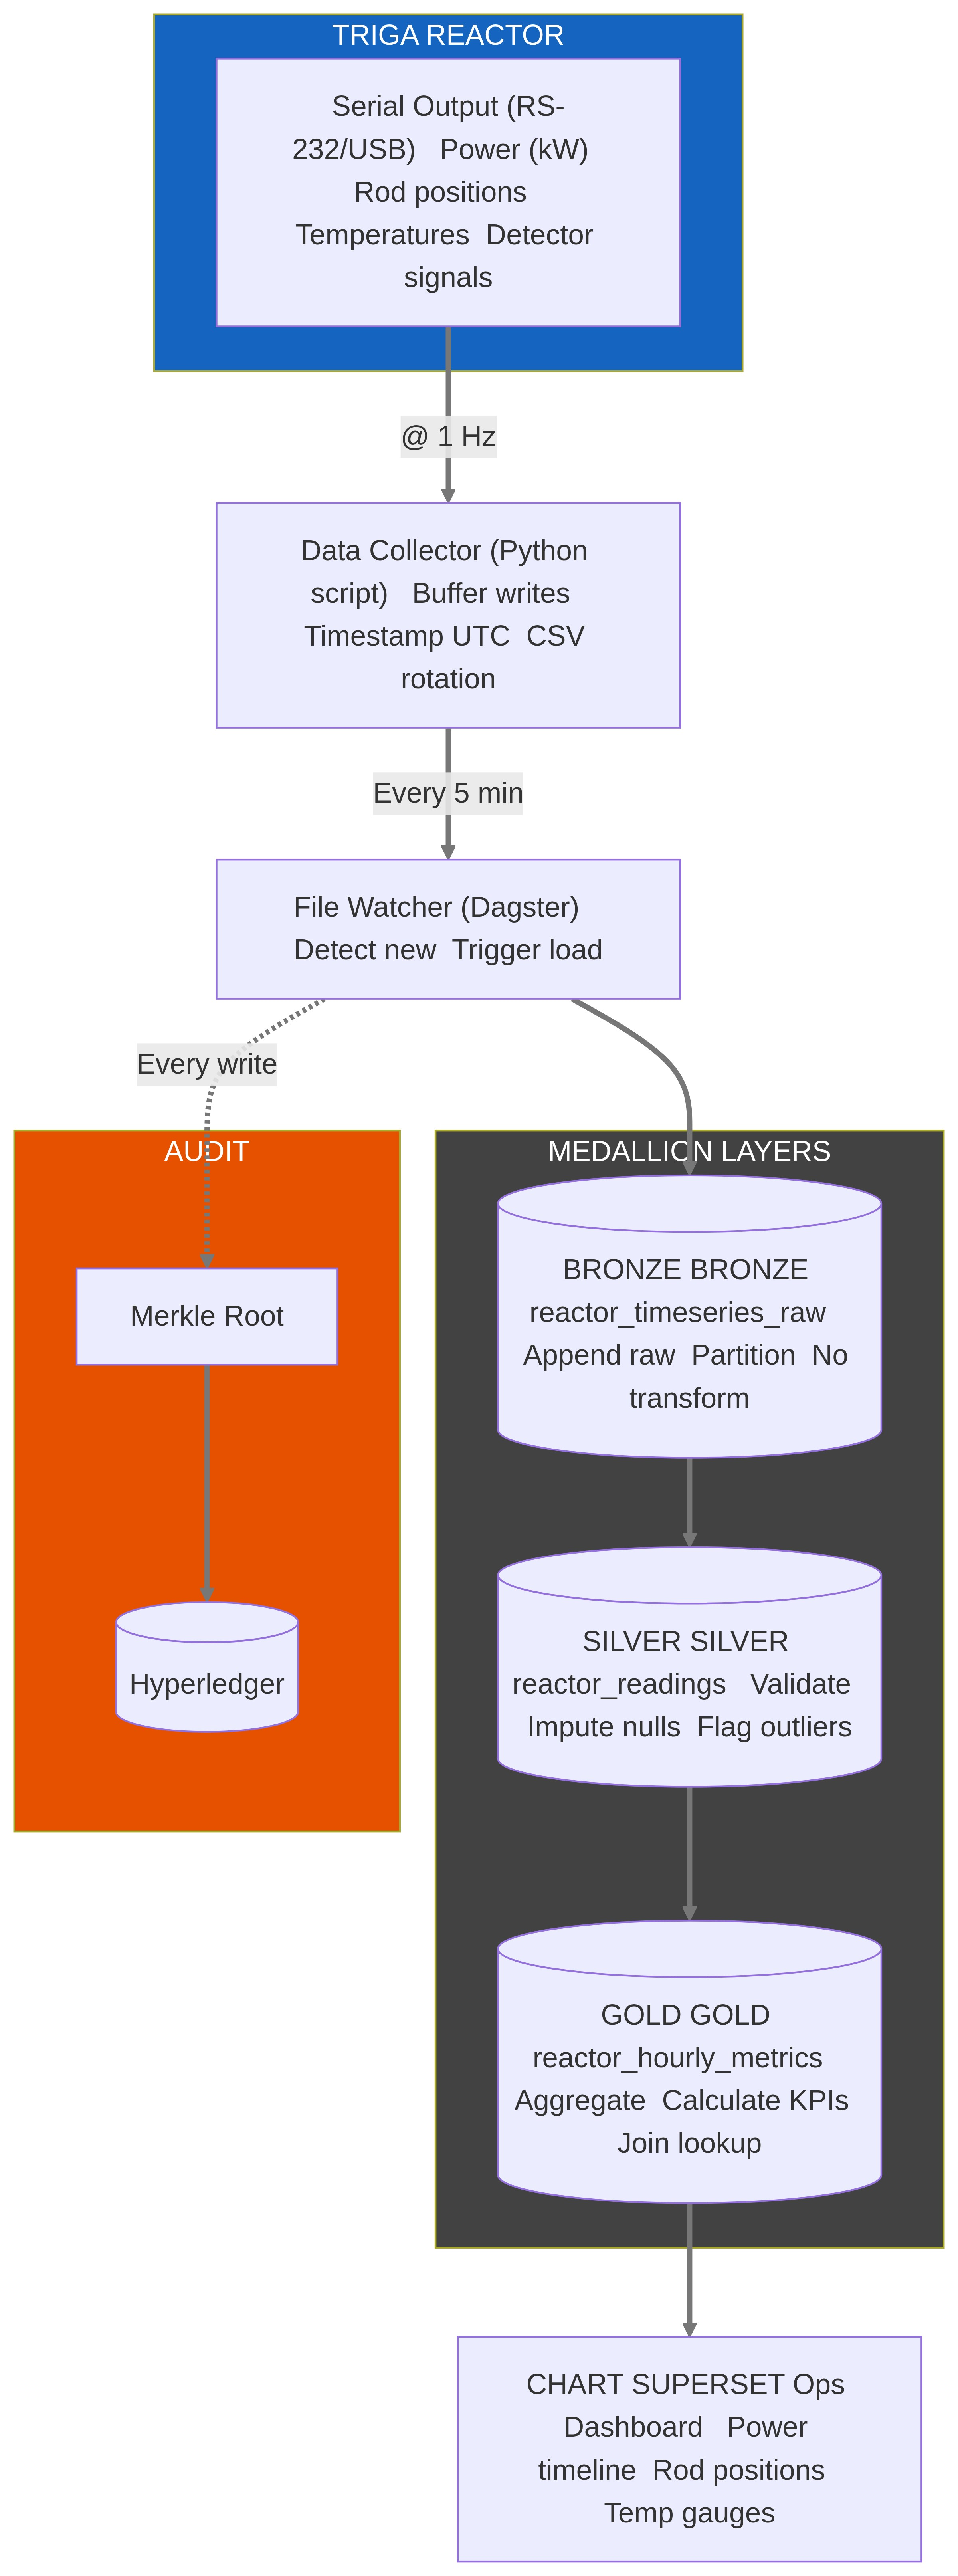 TRIGA REACTOR
Serial Output (RS-
232/USB) Power (kW)
Rod positions
Temperatures Detector
signals
@ 1 Hz
Data Collector (Python
script) Buffer writes
Timestamp UTC CSV
rotation
Every 5 min
File Watcher (Dagster)
Detect new Trigger load
Every write
AUDIT
Merkle Root
Hyperledger
MEDALLION LAYERS
BRONZE BRONZE
reactor_timeseries_raw
Append raw Partition No
transform
SILVER SILVER
reactor_readings Validate
Impute nulls Flag outliers
GOLD GOLD
reactor_hourly_metrics
Aggregate Calculate KPIs
Join lookup
CHART SUPERSET Ops
Dashboard Power
timeline Rod positions
Temp gauges